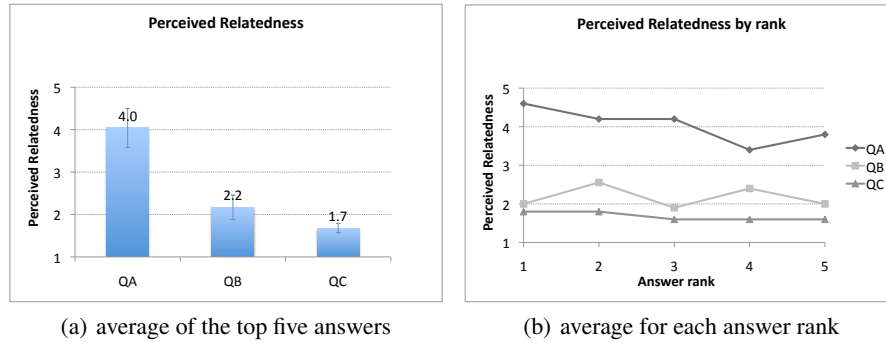 Perceived Relatedness
Perceived Relatedness
5
4
3
2
1
4.0
2.2
1.7
QA
QB
QC
(a) average of the top five answers
Perceived Relatedness by rank
Perceived Relatedness
5
4
3
2
1
QA
QB
QC
1 2 3 4 5
Answer rank
(b) average for each answer rank